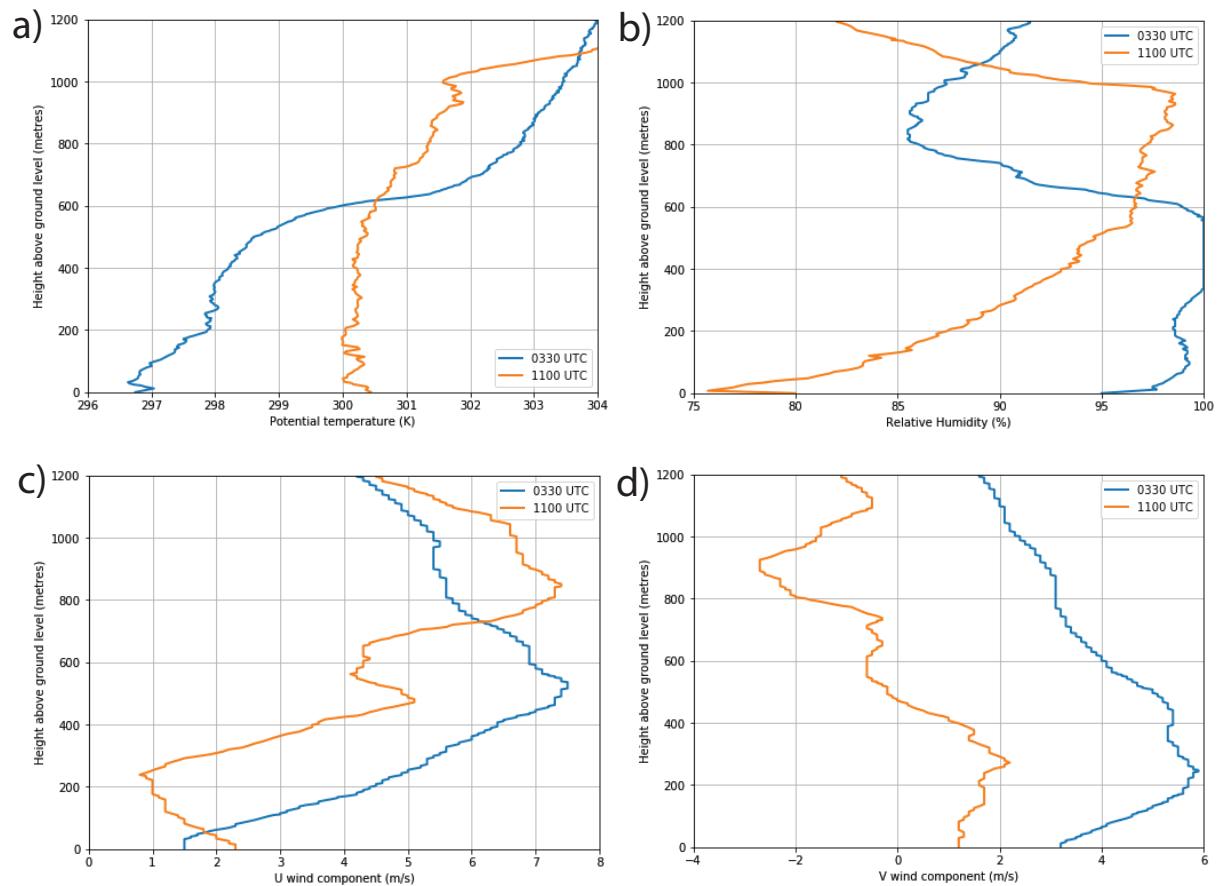 a)
1200
1000
800
600
400
200
0
Height above ground level (metres)
0330 UTC
1100 UTC
296 297 298 299 300 301 302 303 304
Potential temperature (K)
b)
1200
1000
800
600
400
200
0
Height above ground level (metres)
0330 UTC
1100 UTC
75 80 85 90 95 100
Relative Humidity (%)
c)
1200
1000
800
600
400
200
0
Height above ground level (metres)
0330 UTC
1100 UTC
0 1 2 3 4 5 6 7 8
U wind component (m/s)
d)
1200
1000
800
600
400
200
0
Height above ground level (metres)
0330 UTC
1100 UTC
−4 −2 0 2 4 6
V wind component (m/s)